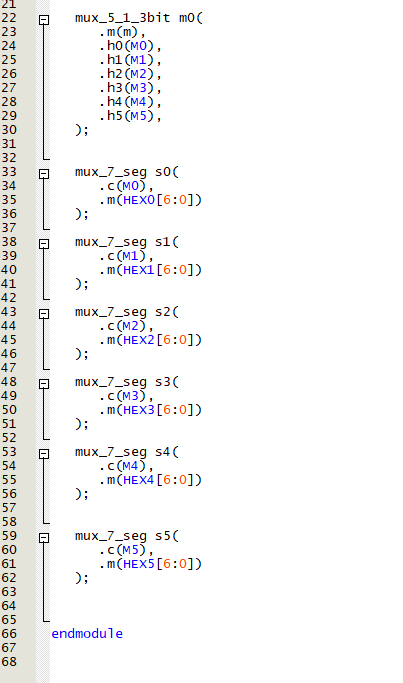 21
22 mux_5_1_3bit m0(
23 .m(m),
24 .h0(M0),
25 .h1(M1),
26 .h2(M2),
27 .h3(M3),
28 .h4(M4),
29 .h5(M5),
30 );
31
32
33 mux_7_seg s0(
34 .c(M0),
35 .m(HEX0[6:0])
36 );
37
38 mux_7_seg s1(
39 .c(M1),
40 .m(HEX1[6:0])
41 );
42
43 mux_7_seg s2(
44 .c(M2),
45 .m(HEX2[6:0])
46 );
47
48 mux_7_seg s3(
49 .c(M3),
50 .m(HEX3[6:0])
51 );
52
53 mux_7_seg s4(
54 .c(M4),
55 .m(HEX4[6:0])
56 );
57
58
59 mux_7_seg s5(
60 .c(M5),
61 .m(HEX5[6:0])
62 );
63
64
65
66 endmodule
67
68